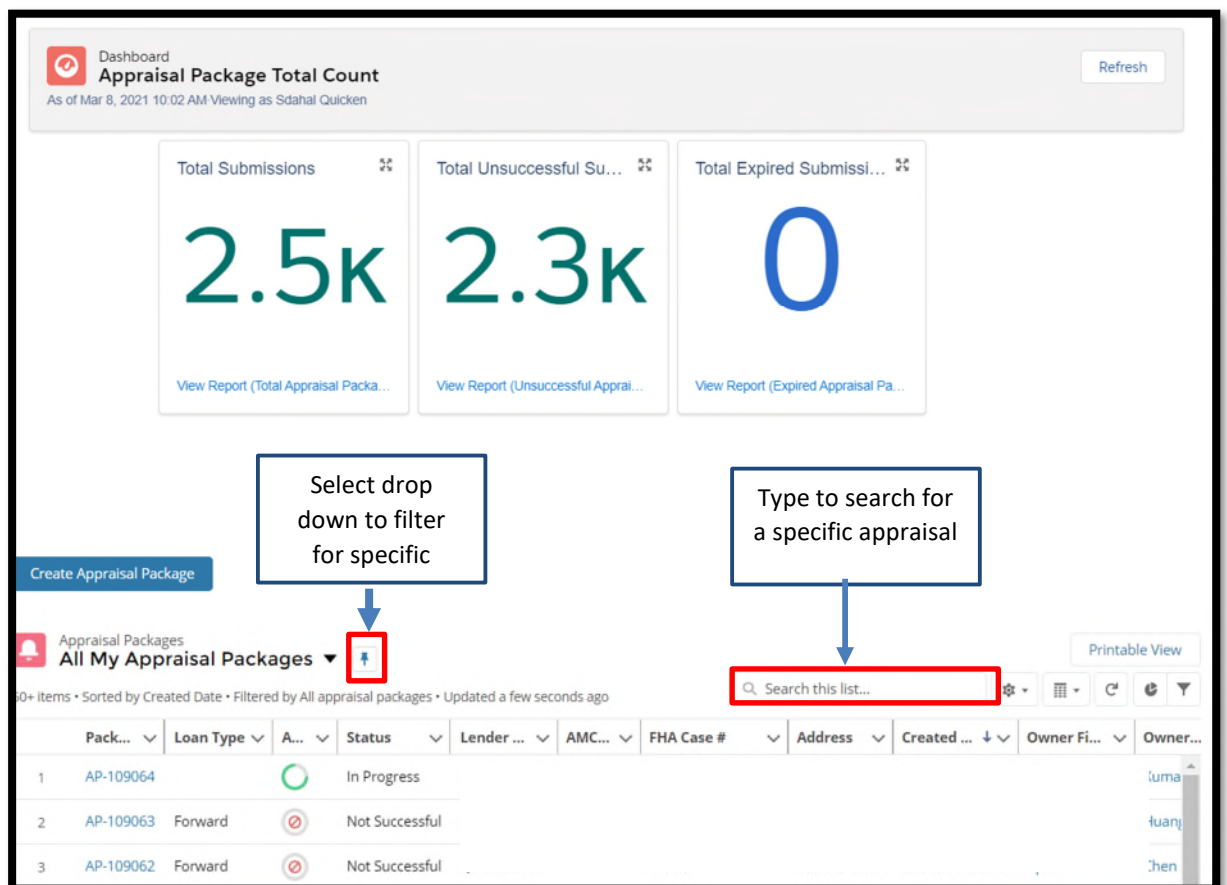 Dashboard
Appraisal Package Total Count
Refresh
As of Mar 8, 2021 10:02 AM·Viewing as Sdahal Quicken
Total Submissions
Total Unsuccessful Su...
Total Expired Submissi...
2.5K
2.3K
0
View Report (Total Appraisal Packa...
View Report (Unsuccessful Apprai...
View Report (Expired Appraisal Pa...
Select drop
down to filter
for specific
Type to search for
a specific appraisal
Create Appraisal Package
Appraisal Packages
All My Appraisal Packages
Printable View
0+ items • Sorted by Created Date • Filtered by All appraisal packages • Updated a few seconds ago
Search this list...
Pack... Loan Type A... Status Lender ... AMC... FHA Case # Address Created ... Owner Fi... Owner...
1 AP-109064 In Progress
2 AP-109063 Forward Not Successful
3 AP-109062 Forward Not Successful